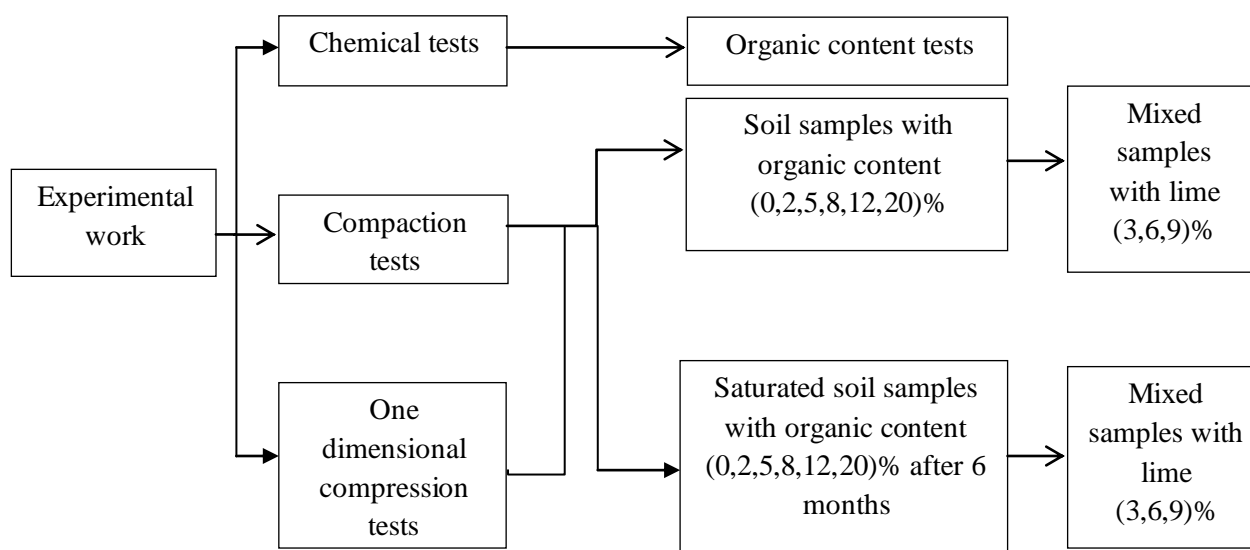 Experimental
work
Chemical tests
Organic content tests
Compaction
tests
Soil samples with
organic content
(0,2,5,8,12,20)%
Mixed
samples
with lime
(3,6,9)%
One
dimensional
compression
tests
Saturated soil samples
with organic content
(0,2,5,8,12,20)% after 6
months
Mixed
samples with
lime
(3,6,9)%